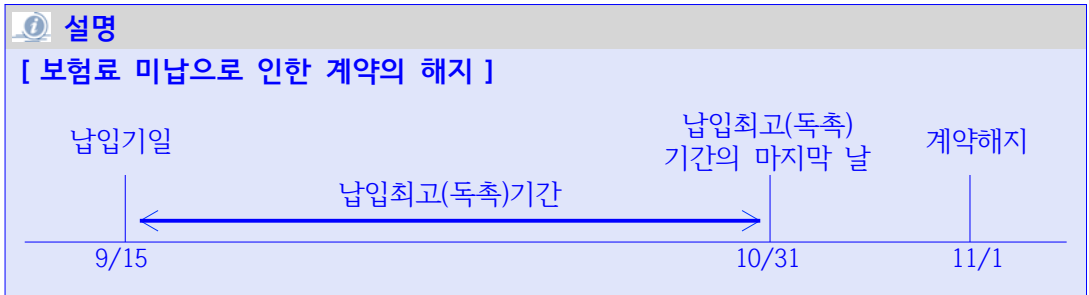 설명
[ 보험료 미납으로 인한 계약의 해지 ]
납입기일
납입최고(독촉)
기간의 마지막 날
계약해지
납입최고(독촉)기간
9/15
10/31
11/1